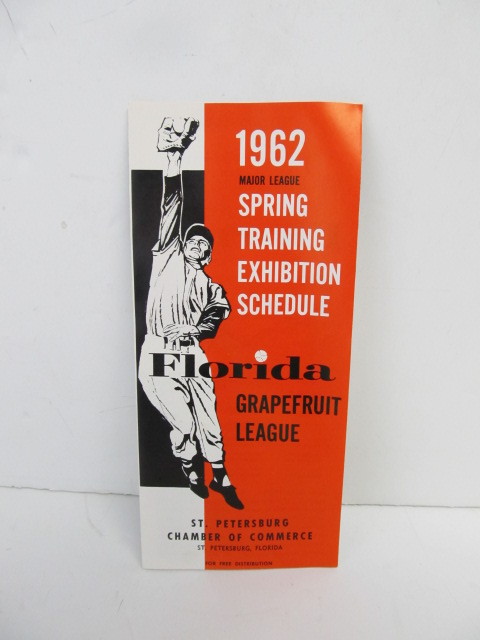 1962
MAJOR LEAGUE
SPRING
TRAINING
EXHIBITION
SCHEDULE
Florida
GRAPEFRUIT
LEAGUE
ST. PETERSBURG
CHAMBER OF COMMERCE
ST. PETERSBURG, FLORIDA
FOR FREE DISTRIBUTION